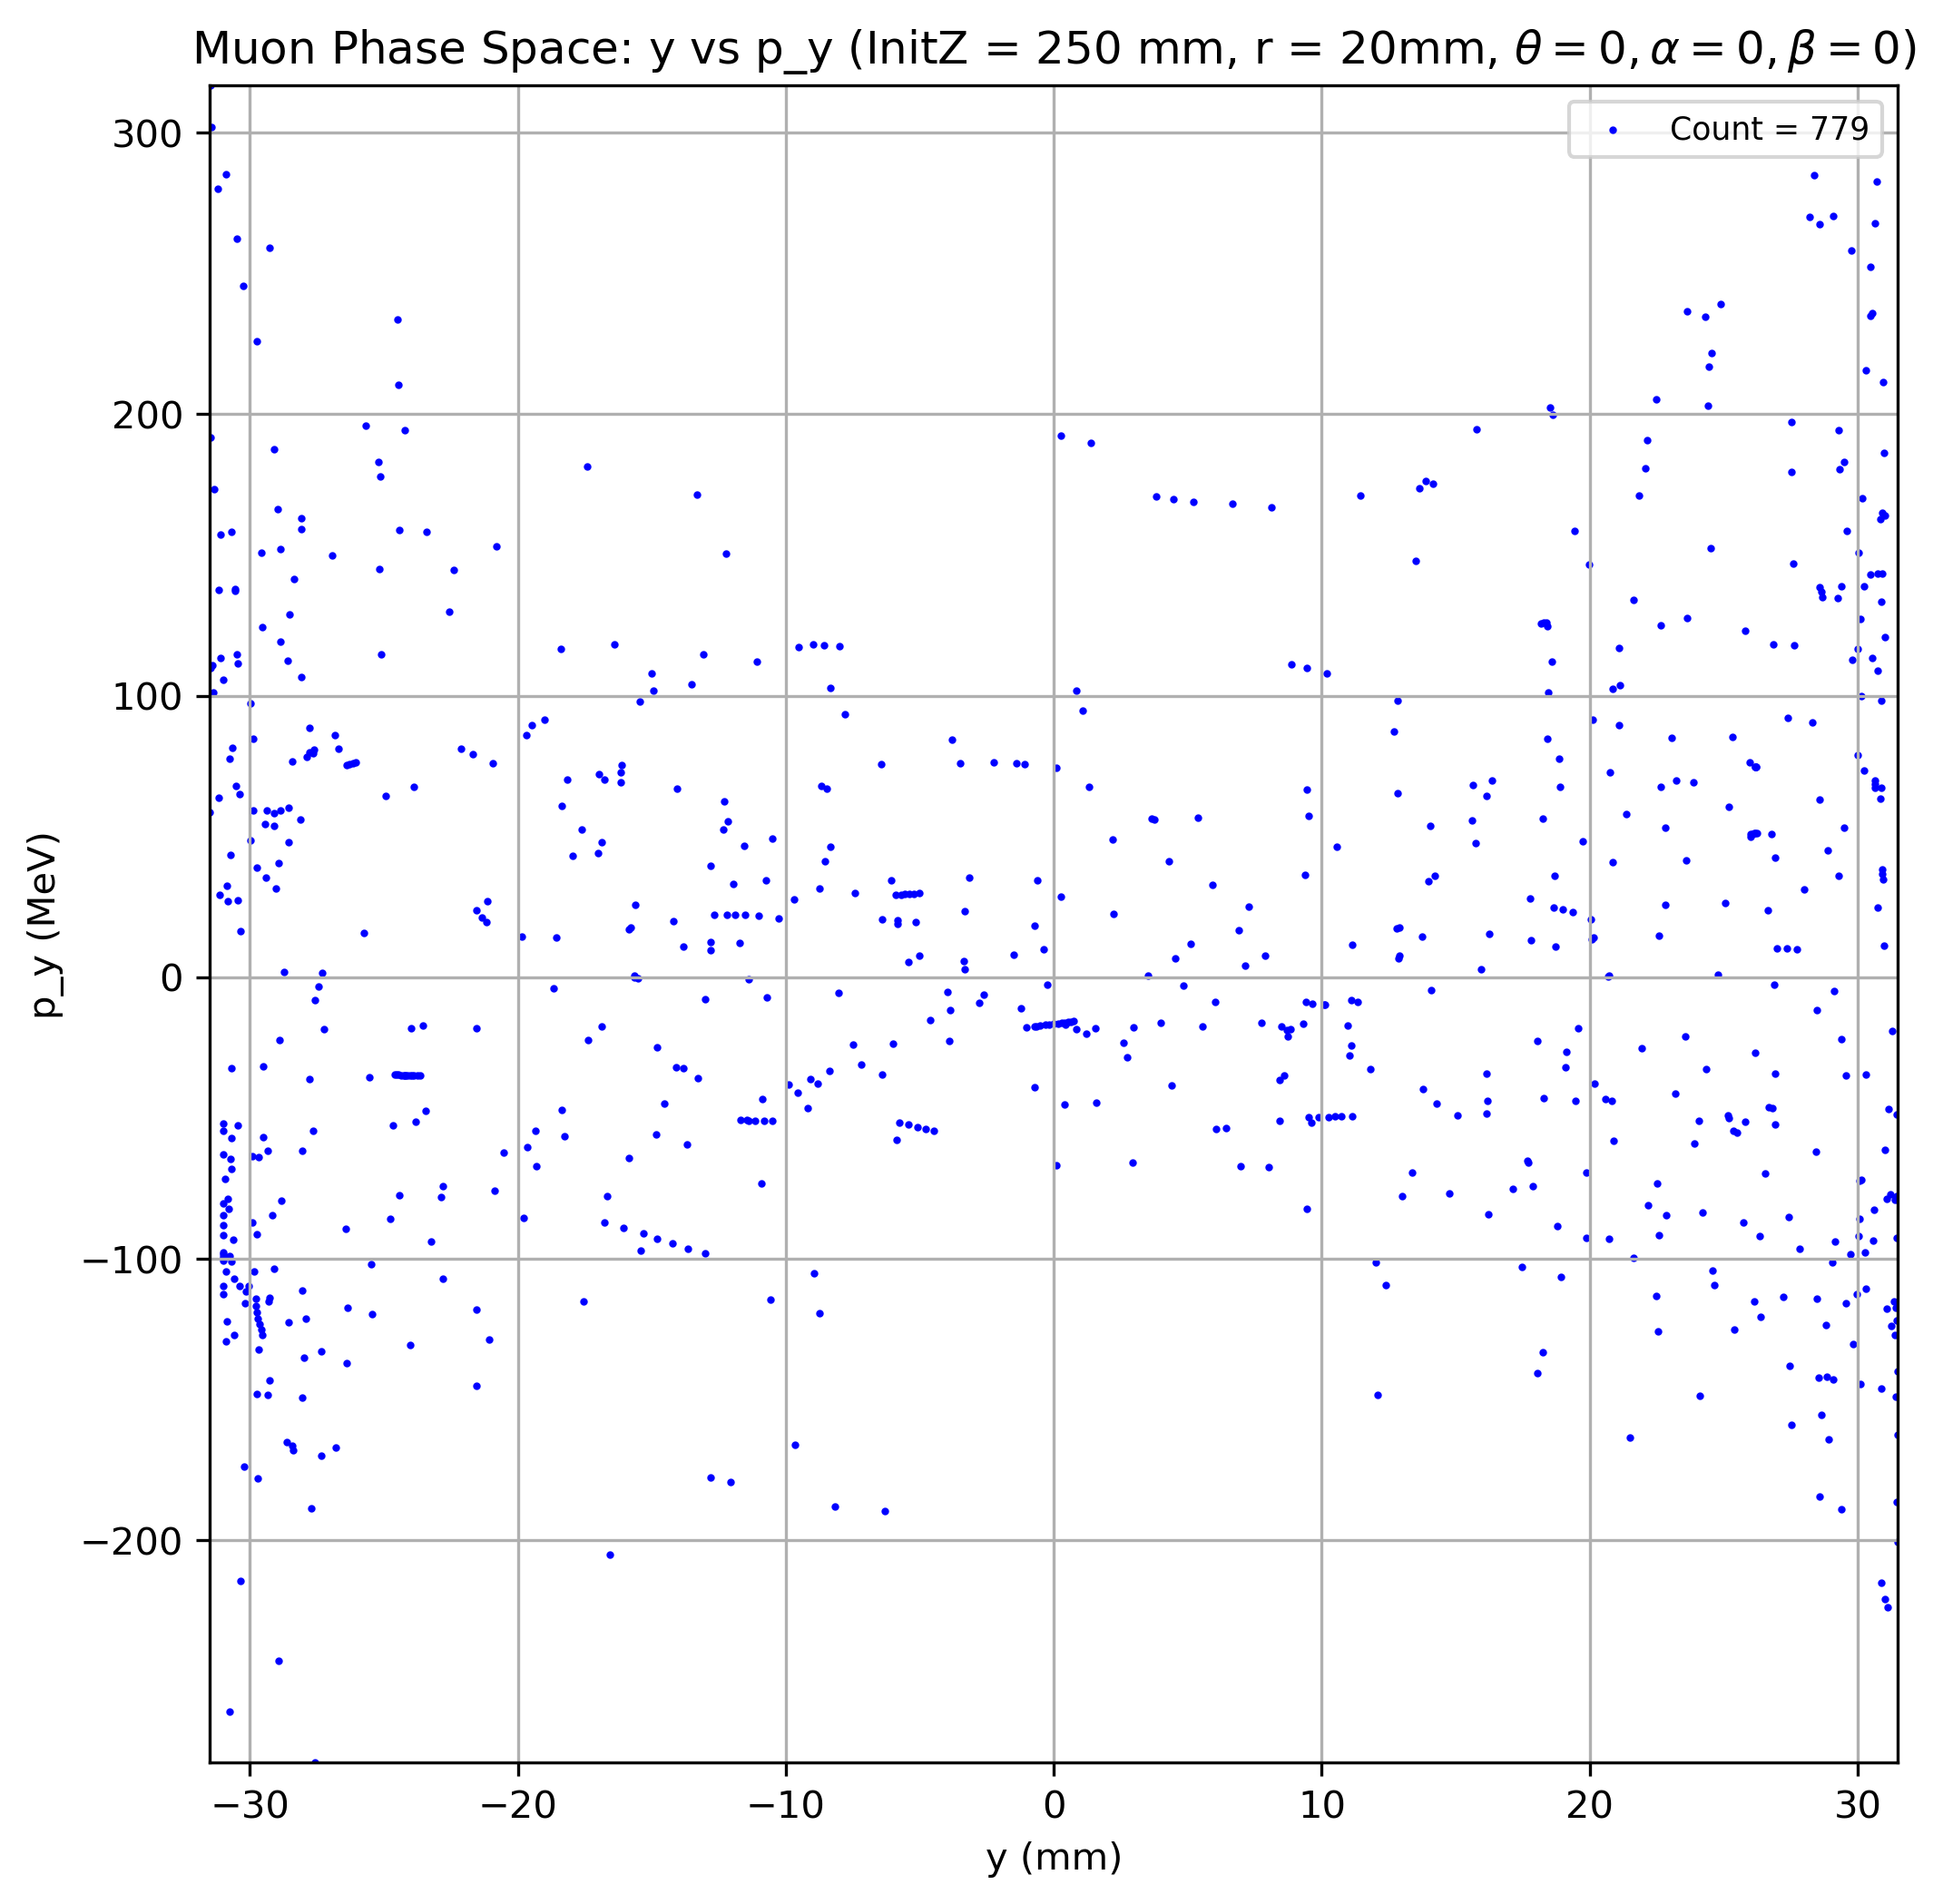 Muon Phase Space: y vs p_y (InitZ = 250 mm, r = 20mm, θ = 0, α = 0, β = 0)
Count = 779
300
200
100
0
−100
−200
p_y (MeV)
−30 −20 −10 0 10 20 30
y (mm)